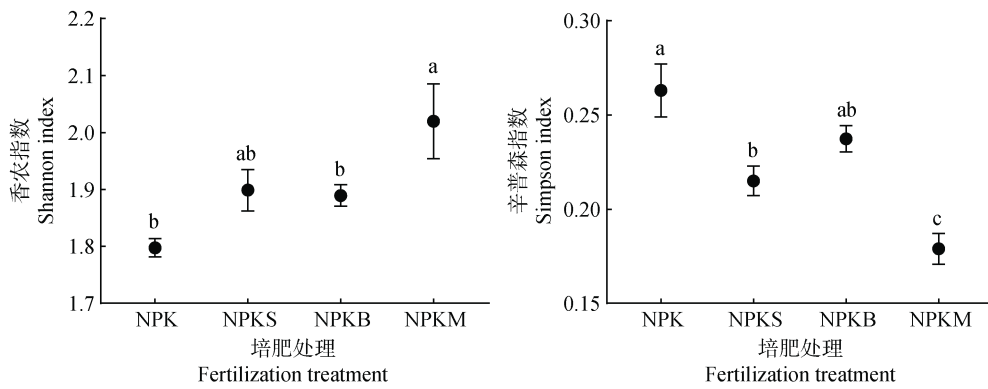 香农指数
Shannon index
2.2
2.1
2.0
1.9
1.8
1.7
b
ab
b
a
NPK NPKS NPKB NPKM
培肥处理
Fertilization treatment
辛普森指数
Simpson index
0.30
0.25
0.20
0.15
a
b
ab
c
NPK NPKS NPKB NPKM
培肥处理
Fertilization treatment